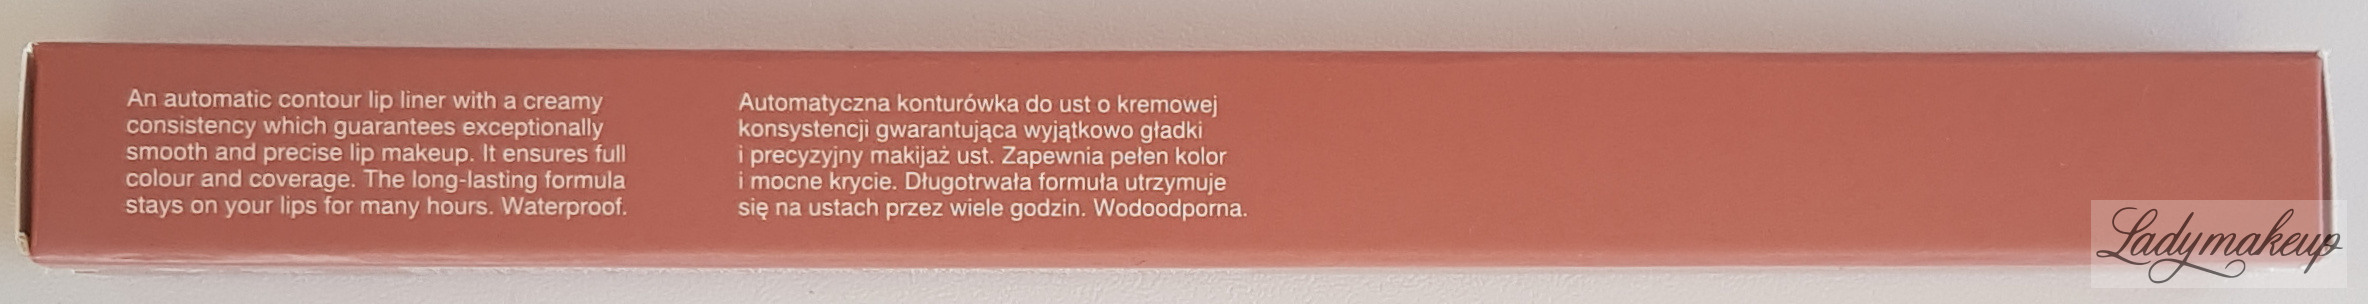 An automatic contour lip liner with a creamy
consistency which guarantees exceptionally
smooth and precise lip makeup. It ensures full
colour and coverage. The long-lasting formula
stays on your lips for many hours. Waterproof.
Automatyczna konturówka do ust o kremowej
konsystencji gwarantująca wyjątkowo gładki
i precyzyjny makijaż ust. Zapewnia pełen kolor
i mocne krycie. Długotrwała formuła utrzymuje
się na ustach przez wiele godzin. Wodoodporna.
Ladymakeup